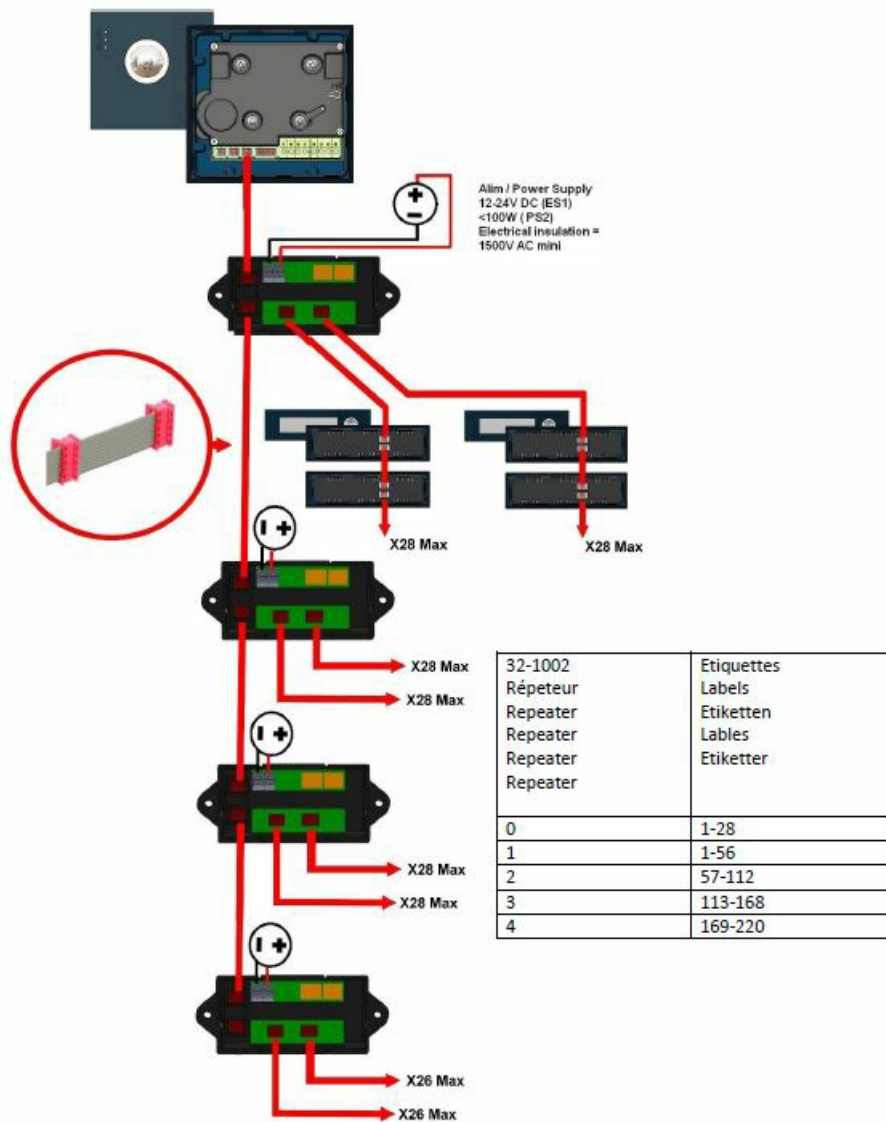 Alim / Power Supply
12-24V DC (ES1)
<100W ( PS2)
Electrical insulation =
1500V AC mini
X28 Max
X28 Max
X28 Max
X28 Max
32-1002
Répeteur
Repeater
Repeater
Repeater
Repeater
Etiquettes
Labels
Etiketten
Lables
Etiketter
0 1-28
1 1-56
2 57-112
3 113-168
4 169-220
X28 Max
X28 Max
X26 Max
X26 Max